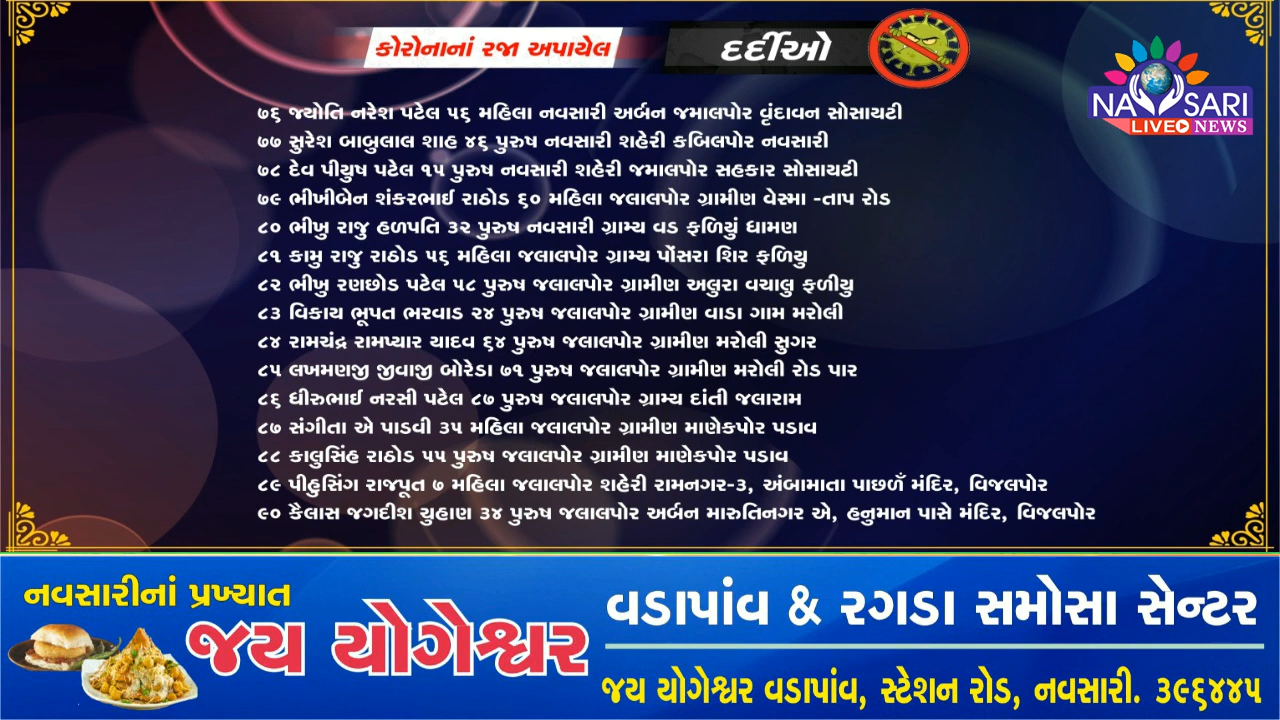 કોરોનાનાં રજા અપાયેલ દર્દીઓ
NAVSARI
LIVE NEWS
૭૬ જ્યોતિ નરેશ પટેલ ૫૬ મહિલા નવસારી અર્બન જમાલપોર વૃંદાવન સોસાયટી
૭૭ સુરેશ બાબુલાલ શાહ ૪૬ પુરુષ નવસારી શહેરી કબિલપોર નવસારી
૭૮ દેવ પીયુષ પટેલ ૧૫ પુરુષ નવસારી શહેરી જમાલપોર સહકાર સોસાયટી
૭૯ ભીખીબેન શંકરભાઈ રાઠોડ ૬૦ મહિલા જલાલપોર ગ્રામીણ વેસ્મા -તાપ રોડ
૮૦ ભીખુ રાજુ હળપતિ ૩૨ પુરુષ નવસારી ગ્રામ્ય વડ ફળિયું ધામણ
૮૧ કામુ રાજુ રાઠોડ ૫૬ મહિલા જલાલપોર ગ્રામ્ય પોંસરા શિર ફળિયુ
૮૨ ભીખુ રણછોડ પટેલ ૫૮ પુરુષ જલાલપોર ગ્રામીણ અલુરા વચાલુ ફળીયુ
૮૩ વિકાય ભૂપત ભરવાડ ૨૪ પુરુષ જલાલપોર ગ્રામીણ વાડા ગામ મરોલી
૮૪ રામચંદ્ર રામપ્યાર યાદવ ૬૪ પુરુષ જલાલપોર ગ્રામીણ મરોલી સુગર
૮૫ લખમણજી જીવાજી બોરેડા ૭૧ પુરુષ જલાલપોર ગ્રામીણ મરોલી રોડ પાર
૮૬ ધીરુભાઈ નરસી પટેલ ૮૭ પુરુષ જલાલપોર ગ્રામ્ય દાંતી જલારામ
૮૭ સંગીતા એ પાડવી ૩૫ મહિલા જલાલપોર ગ્રામીણ માણેકપોર પડાવ
૮૮ કાલુસિંહ રાઠોડ ૫૫ પુરુષ જલાલપોર ગ્રામીણ માણેકપોર પડાવ
૮૯ પીહુસિંગ રાજપૂત ૭ મહિલા જલાલપોર શહેરી રામનગર-૩, અંબામાતા પાછળઁ મંદિર, વિજલપોર
૯૦ કૈલાસ જગદીશ ચુહાણ ૩૪ પુરુષ જલાલપોર અર્બન મારુતિનગર એ, હનુમાન પાસે મંદિર, વિજલપોર
નવસારીનાં પ્રખ્યાત
જય યોગેશ્વર
વડાપાંવ & રગડા સમોસા સેન્ટર
જય યોગેશ્વર વડાપાંવ, સ્ટેશન રોડ, નવસારી. ૩૯૬૪૪૫